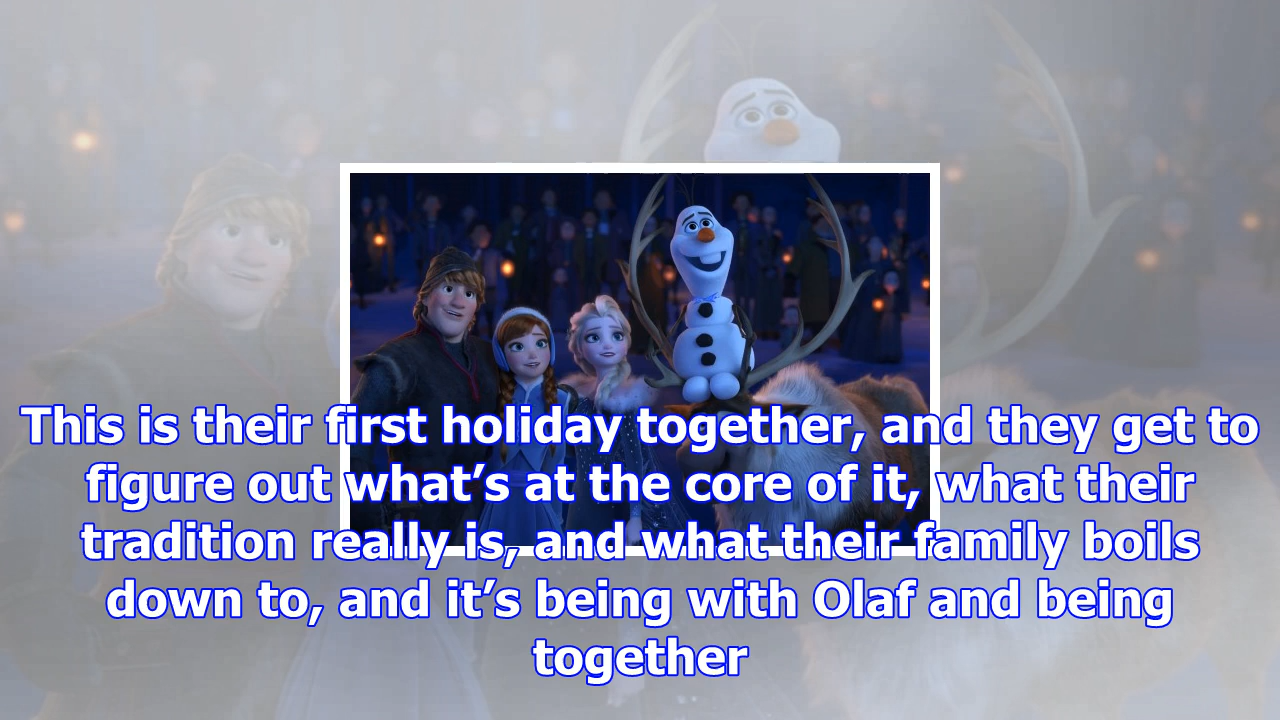 This is their first holiday together, and they get to
figure out what’s at the core of it, what their
tradition really is, and what their family boils
down to, and it’s being with Olaf and being
together